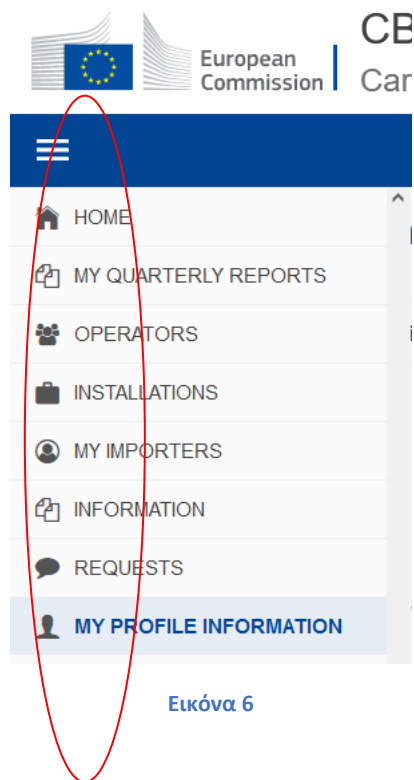 CB
European
Commission
Car
HOME
MY QUARTERLY REPORTS
OPERATORS
INSTALLATIONS
MY IMPORTERS
INFORMATION
REQUESTS
MY PROFILE INFORMATION
Εικόνα 6